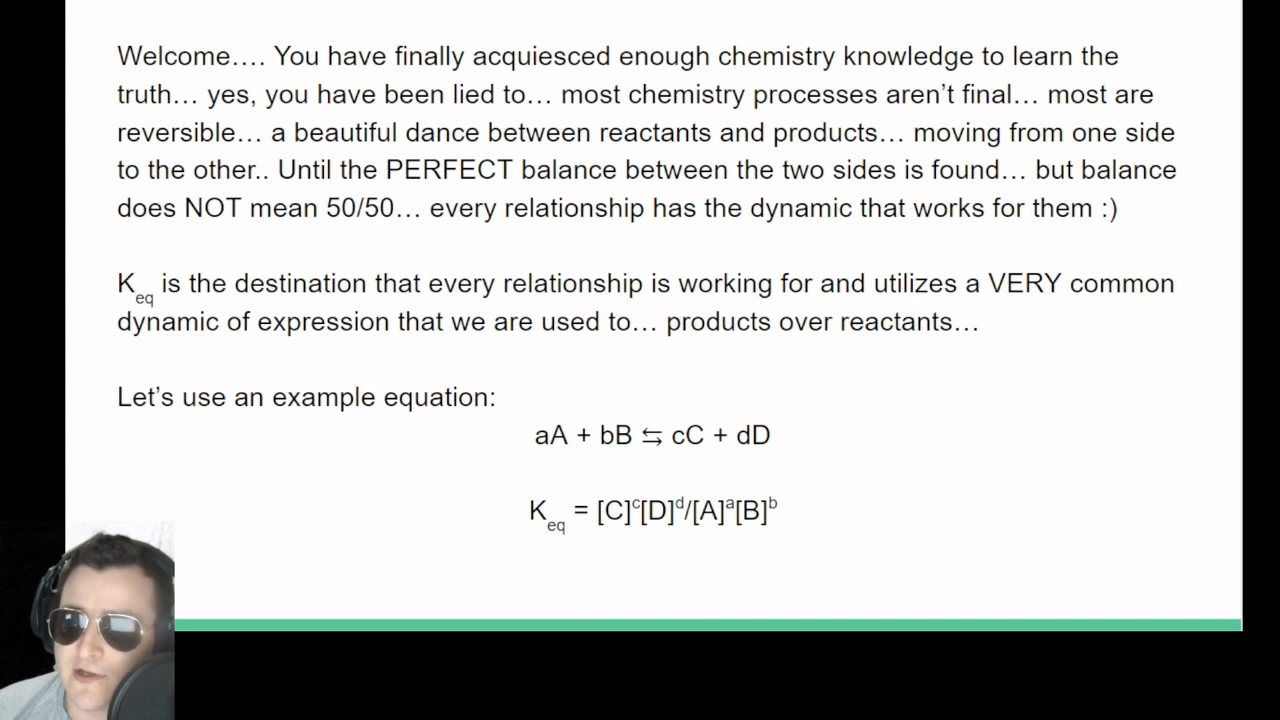 Welcome…. You have finally acquiesced enough chemistry knowledge to learn the
truth… yes, you have been lied to… most chemistry processes aren’t final… most are
reversible… a beautiful dance between reactants and products… moving from one side
to the other.. Until the PERFECT balance between the two sides is found… but balance
does NOT mean 50/50… every relationship has the dynamic that works for them :)
K_eq is the destination that every relationship is working for and utilizes a VERY common
dynamic of expression that we are used to… products over reactants…
Let’s use an example equation:
aA + bB ⇆ cC + dD
K_eq = [C]ᶜ[D]ᵈ/[A]ᵃ[B]ᵇ